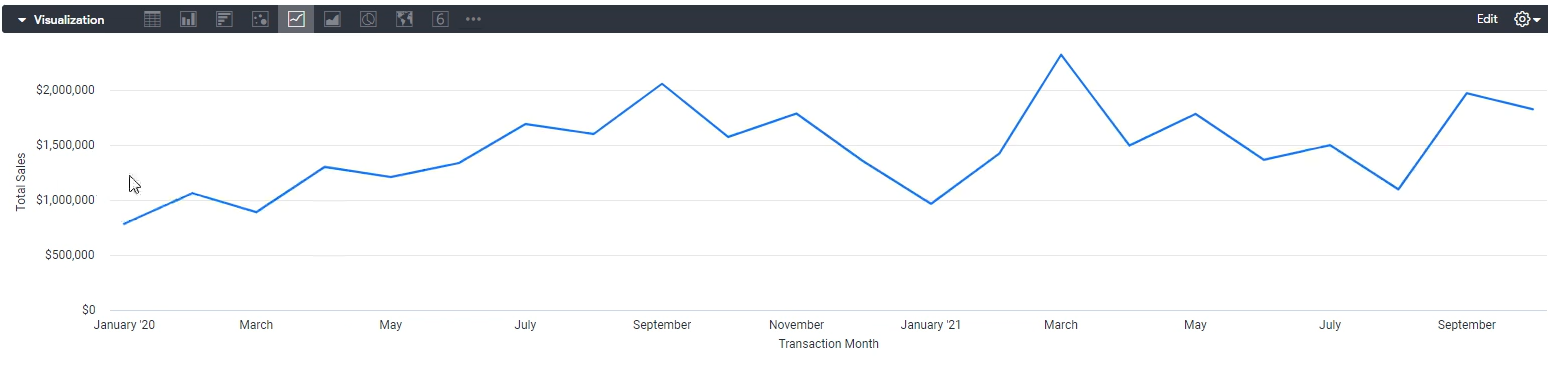 Visualization 6 Edit
$2,000,000
$1,500,000
$1,000,000
$500,000
$0
Total Sales
January '20 March May July September November January '21 March May July September
Transaction Month